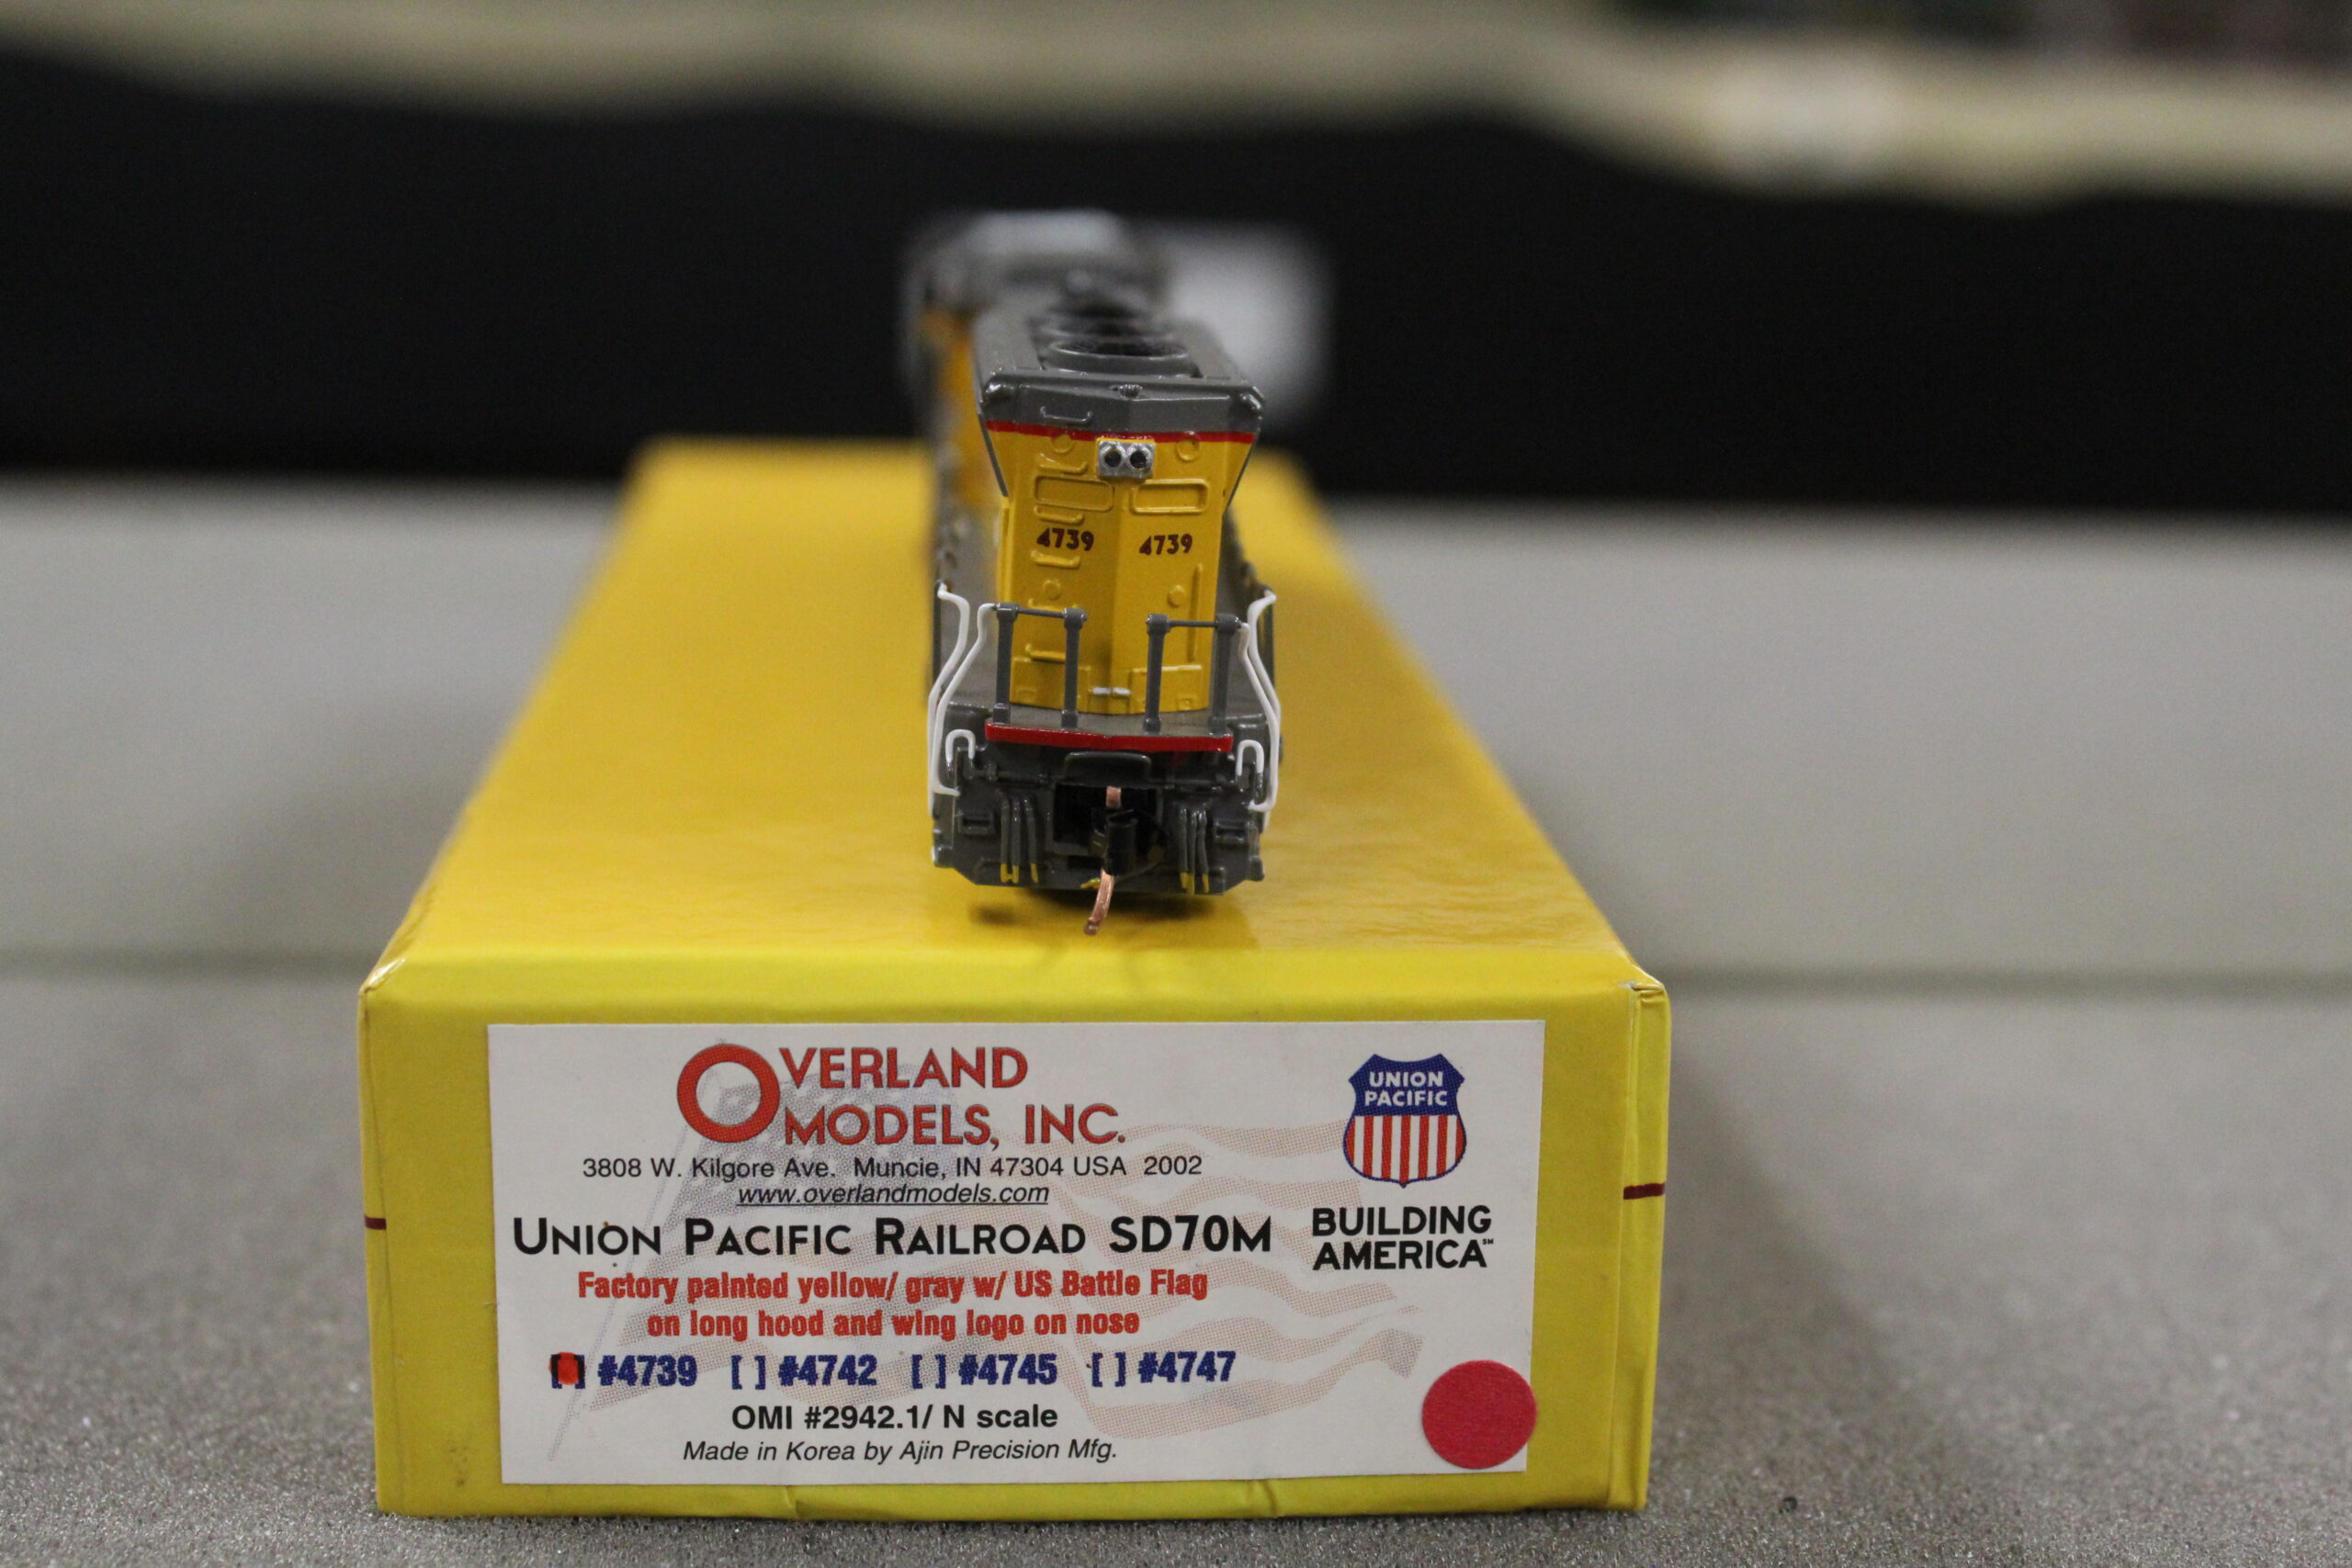 4739 4739
OVERLAND
MODELS, INC.
3808 W. Kilgore Ave. Muncie, IN 47304 USA 2002
www.overlandmodels.com
UNION PACIFIC RAILROAD SD70M
Factory painted yellow/ gray w/ US Battle Flag
on long hood and wing logo on nose
[ ] #4739 [ ] #4742 [ ] #4745 [ ] #4747
OMI #2942.1/ N scale
Made in Korea by Ajin Precision Mfg.
UNION
PACIFIC
BUILDING
AMERICA℠